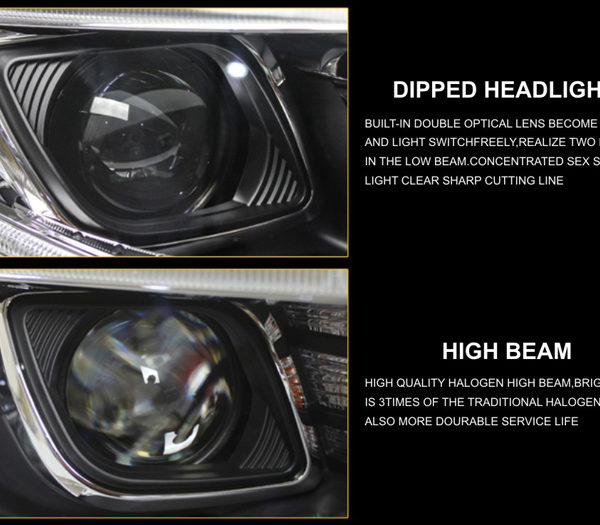 DIPPED HEADLIGH
BUILT-IN DOUBLE OPTICAL LENS BECOME
AND LIGHT SWITCHFREELY,REALIZE TWO
IN THE LOW BEAM.CONCENTRATED SEX S
LIGHT CLEAR SHARP CUTTING LINE
HIGH BEAM
HIGH QUALITY HALOGEN HIGH BEAM,BRIG
IS 3TIMES OF THE TRADITIONAL HALOGEN
ALSO MORE DOURABLE SERVICE LIFE